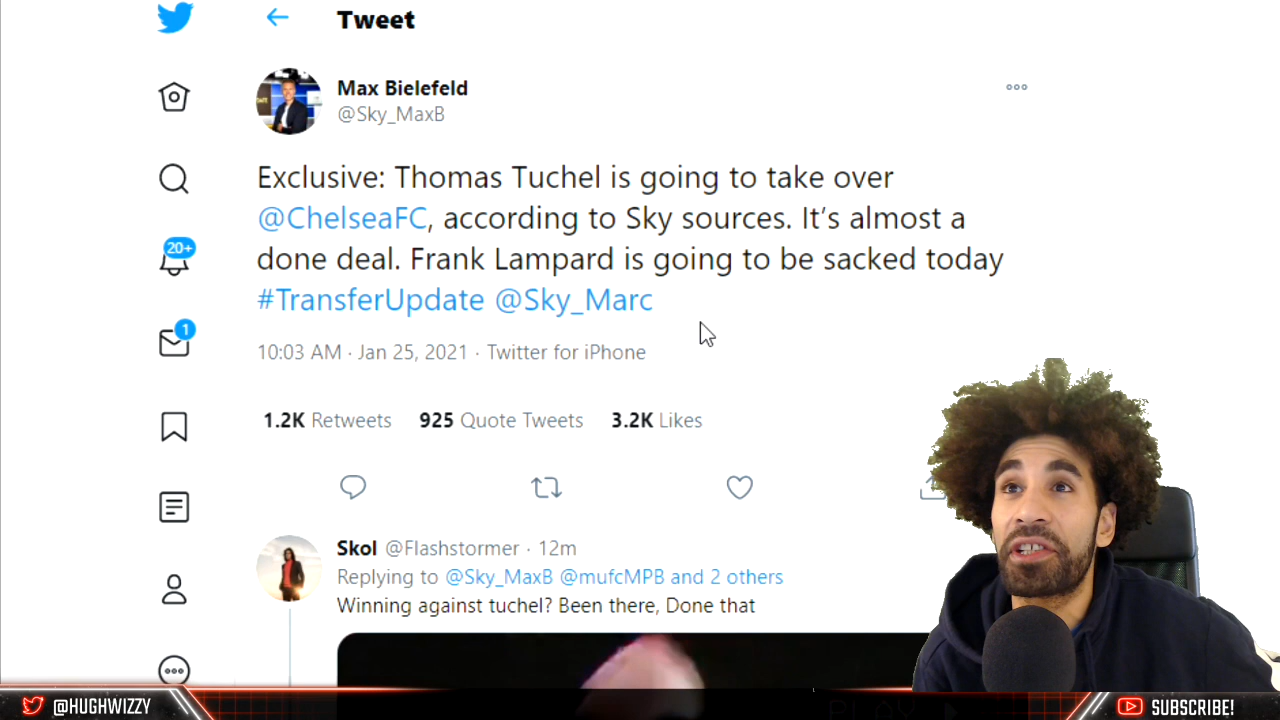 Tweet
Max Bielefeld
@Sky_MaxB
Exclusive: Thomas Tuchel is going to take over
@ChelseaFC, according to Sky sources. It's almost a
done deal. Frank Lampard is going to be sacked today
#TransferUpdate @Sky_Marc
10:03 AM · Jan 25, 2021 · Twitter for iPhone
1.2K Retweets 925 Quote Tweets 3.2K Likes
20+
1
Skol @Flashstormer · 12m
Replying to @Sky_MaxB @mufcMPB and 2 others
Winning against tuchel? Been there, Done that
@HUGHWIZZY
SUBSCRIBE!